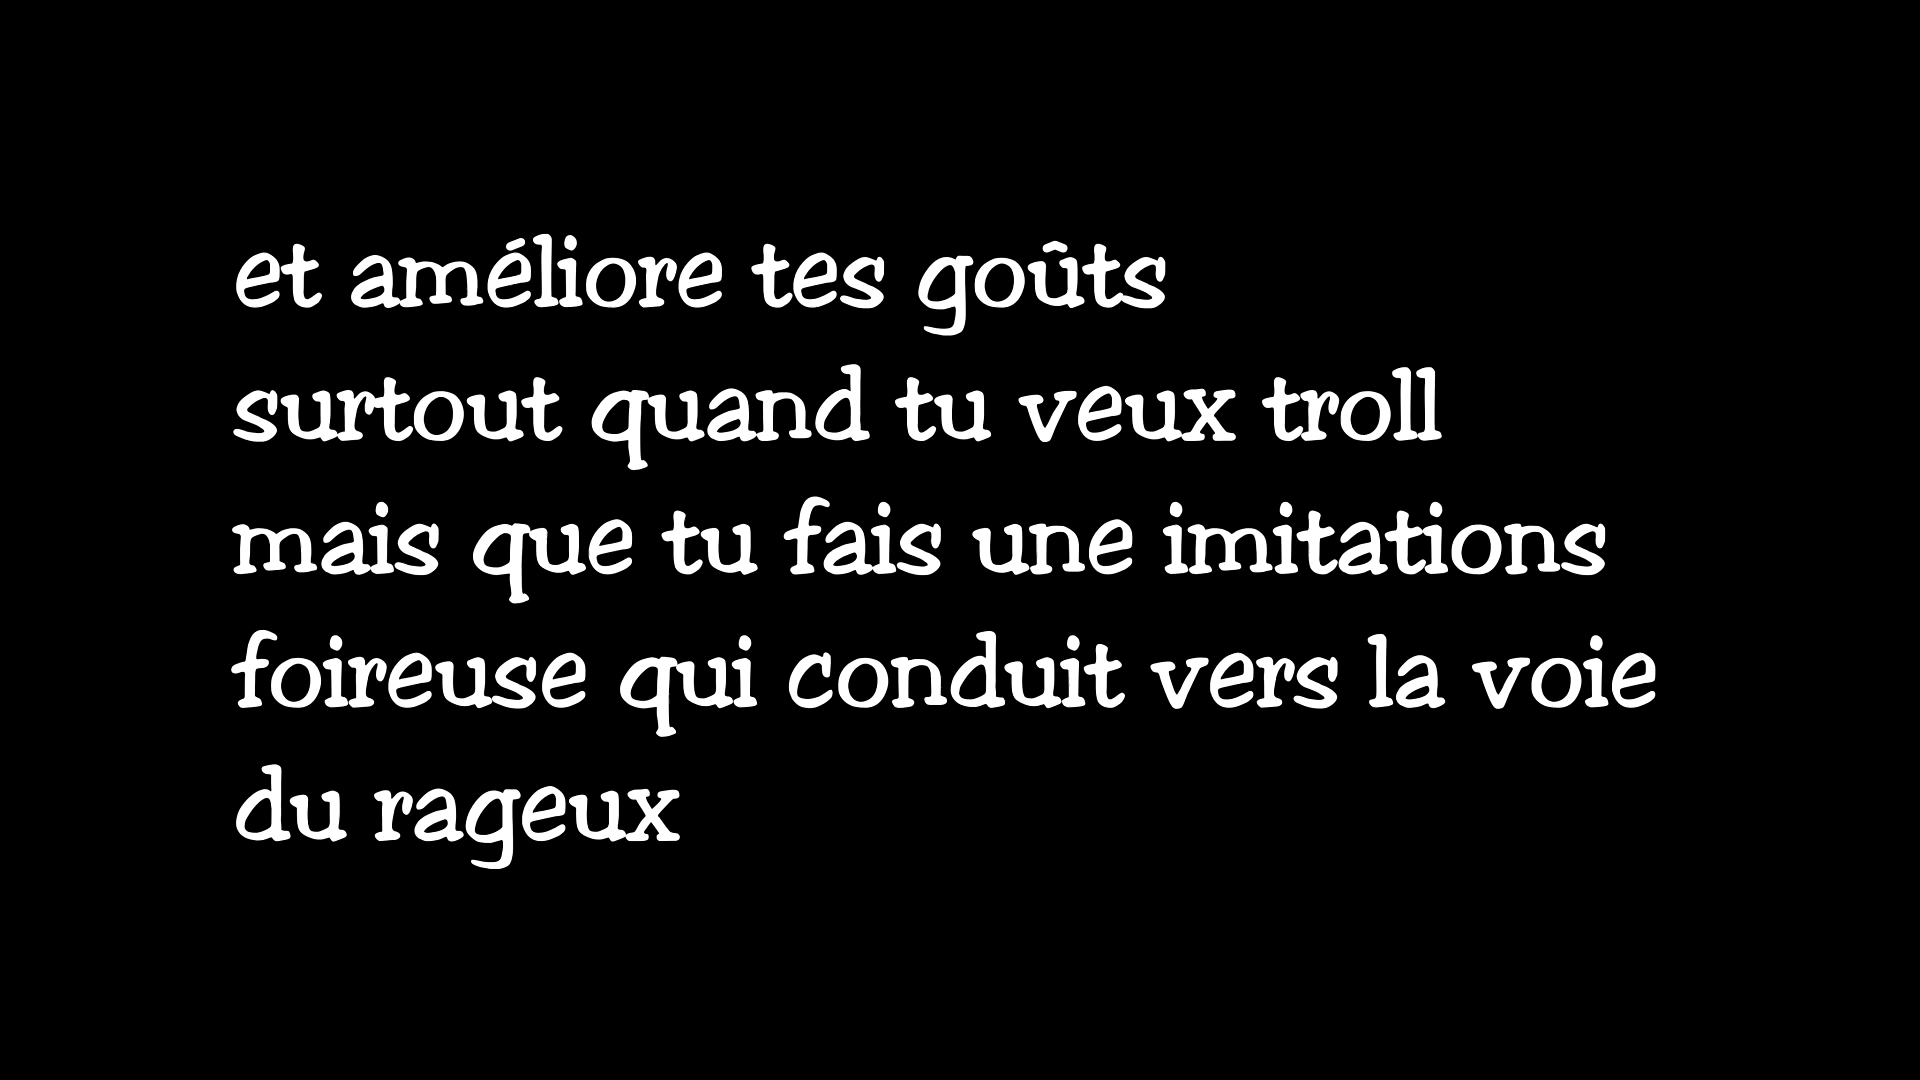 et améliore tes goûts
surtout quand tu veux troll
mais que tu fais une imitations
foireuse qui conduit vers la voie
du rageux